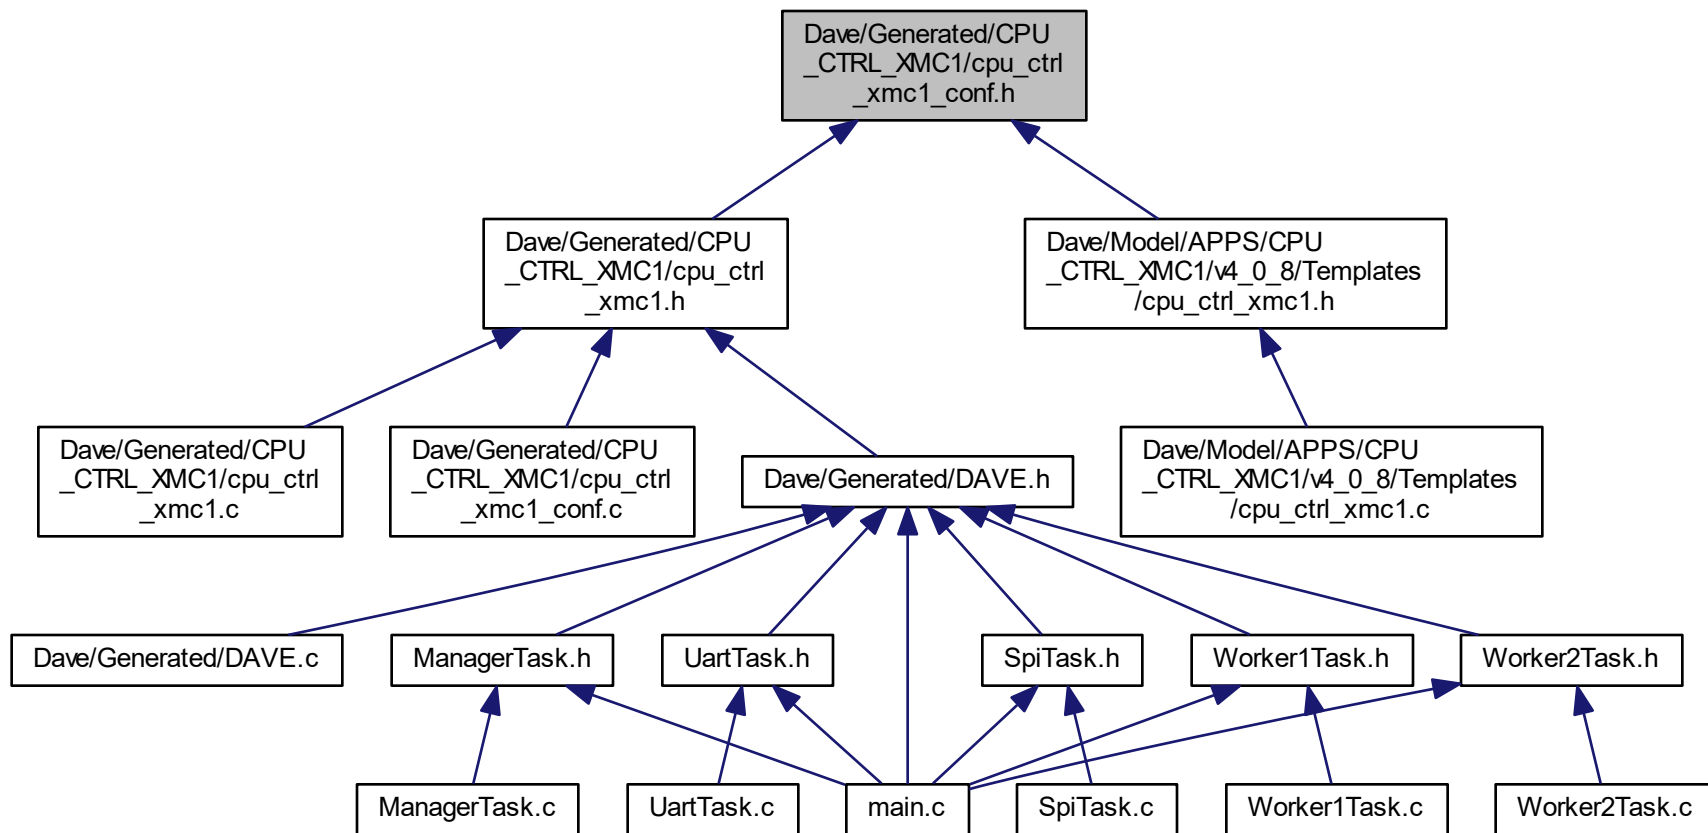 Dave/Generated/CPU
_CTRL_XMC1/cpu_ctrl
_xmc1_conf.h
Dave/Generated/CPU
_CTRL_XMC1/cpu_ctrl
_xmc1.h
Dave/Model/APPS/CPU
_CTRL_XMC1/v4_0_8/Templates
/cpu_ctrl_xmc1.h
Dave/Generated/CPU
_CTRL_XMC1/cpu_ctrl
_xmc1.c
Dave/Generated/CPU
_CTRL_XMC1/cpu_ctrl
_xmc1_conf.c
Dave/Generated/DAVE.h
Dave/Model/APPS/CPU
_CTRL_XMC1/v4_0_8/Templates
/cpu_ctrl_xmc1.c
Dave/Generated/DAVE.c
ManagerTask.h
UartTask.h
SpiTask.h
Worker1Task.h
Worker2Task.h
ManagerTask.c
UartTask.c
main.c
SpiTask.c
Worker1Task.c
Worker2Task.c